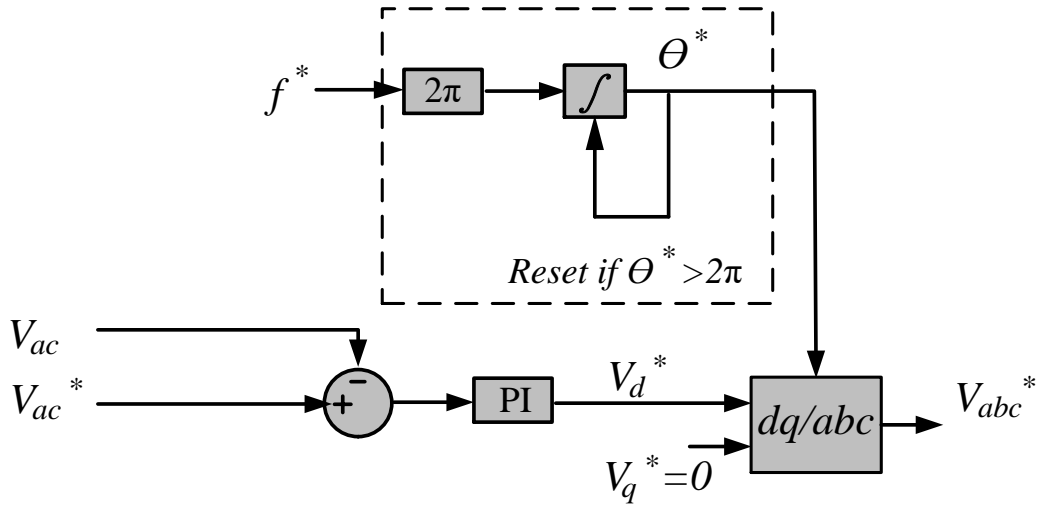 f *
2π
∫
Ɵ *
Reset if Ɵ * >2π
V_ac
V_ac *
−
+
PI
V_d *
V_q * =0
dq/abc
V_abc *